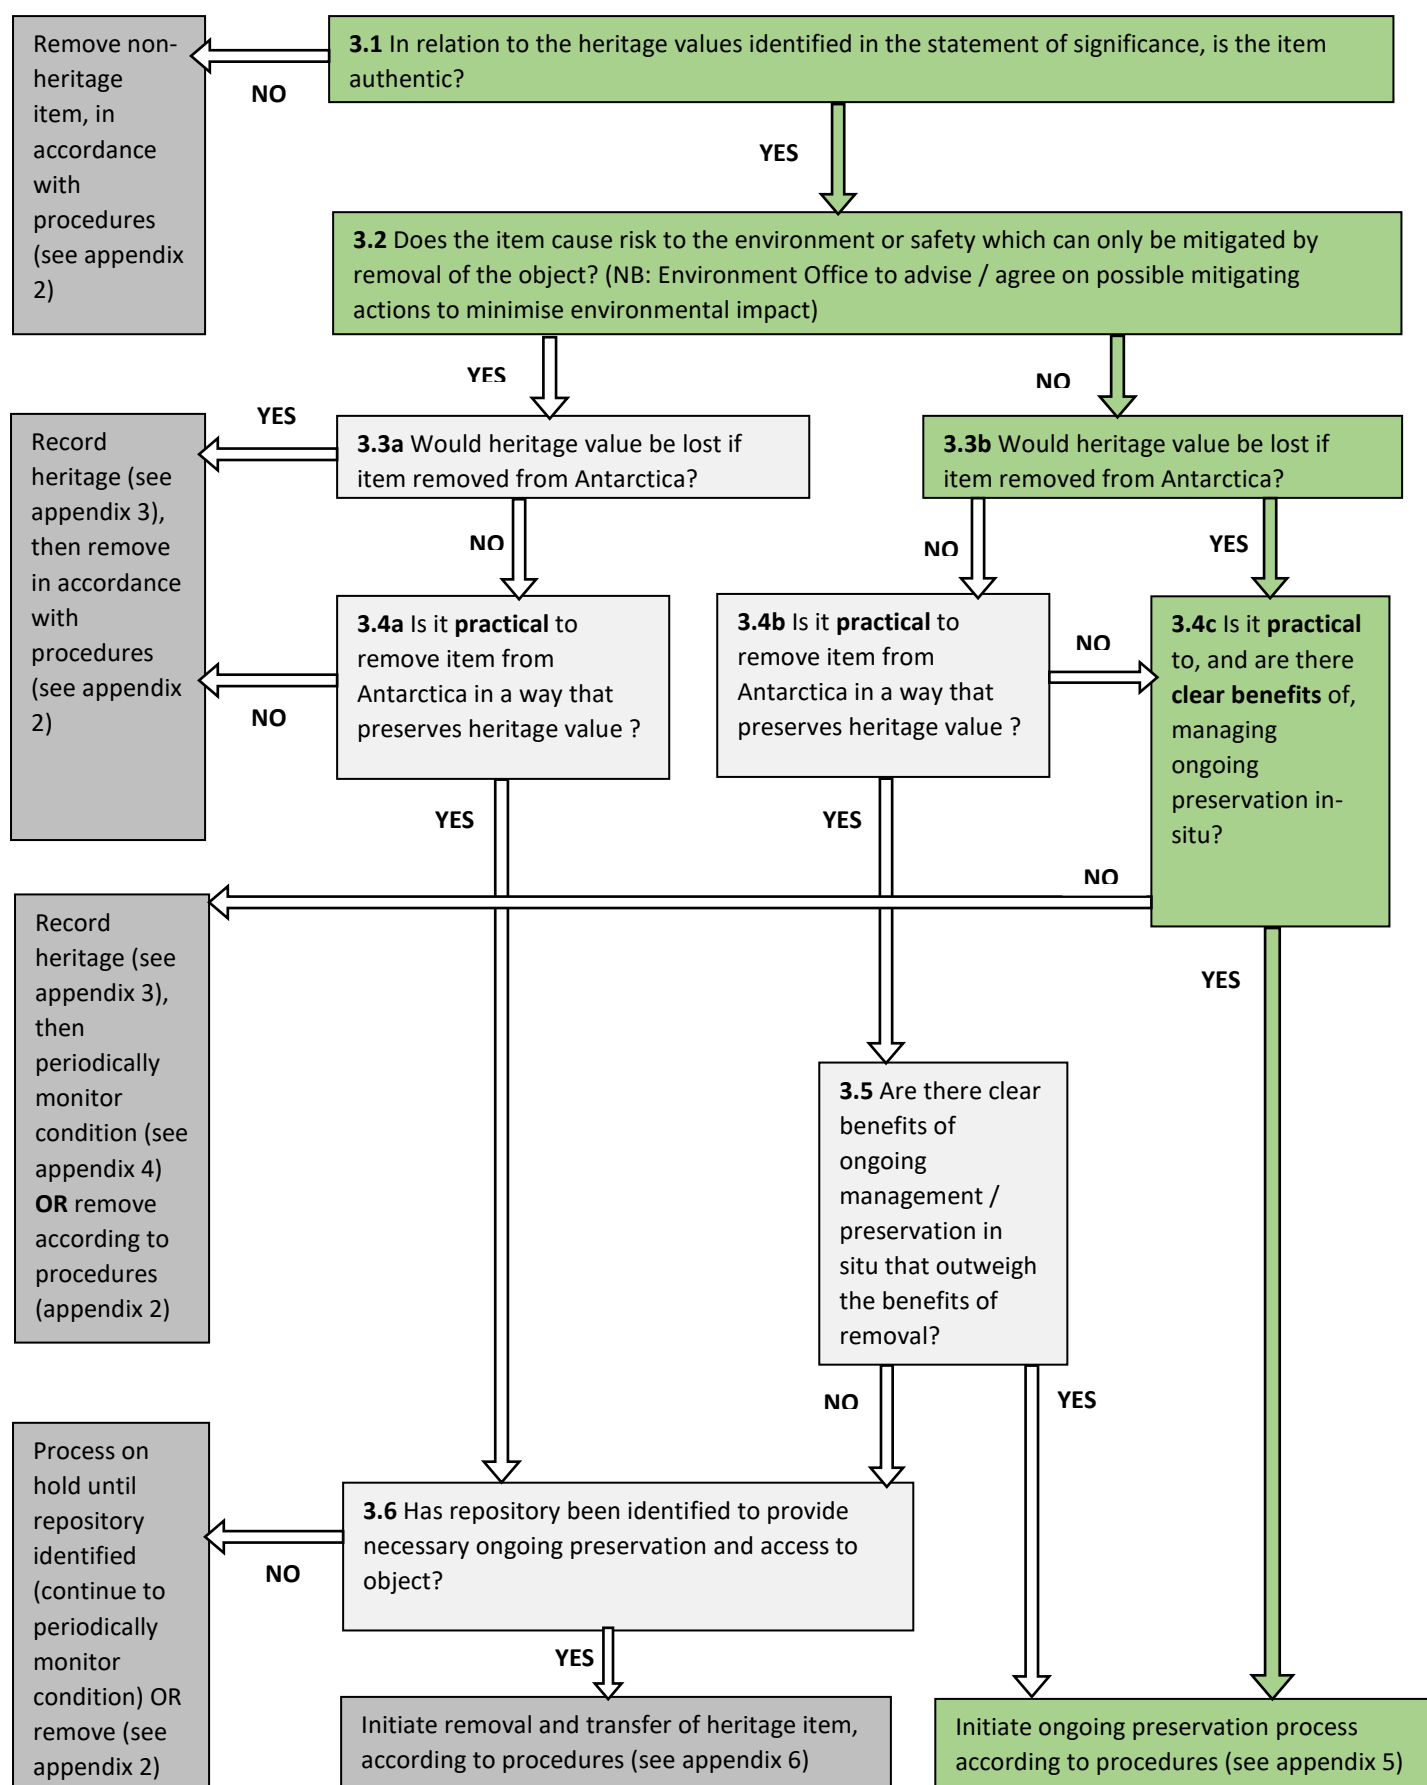 Remove non-
heritage
item, in
accordance
with
procedures
(see appendix
2)
NO
3.1 In relation to the heritage values identified in the statement of significance, is the item
authentic?
YES
3.2 Does the item cause risk to the environment or safety which can only be mitigated by
removal of the object? (NB: Environment Office to advise / agree on possible mitigating
actions to minimise environmental impact)
YES
NO
YES
Record
heritage (see
appendix 3),
then remove
in accordance
with
procedures
(see appendix
2)
3.3a Would heritage value be lost if
item removed from Antarctica?
3.3b Would heritage value be lost if
item removed from Antarctica?
NO
NO
YES
3.4a Is it practical to
remove item from
Antarctica in a way that
preserves heritage value ?
NO
3.4b Is it practical to
remove item from
Antarctica in a way that
preserves heritage value ?
NO
3.4c Is it practical
to, and are there
clear benefits of,
managing
ongoing
preservation in-
situ?
YES
YES
NO
YES
Record
heritage (see
appendix 3),
then
periodically
monitor
condition (see
appendix 4)
OR remove
according to
procedures
(appendix 2)
3.5 Are there clear
benefits of
ongoing
management /
preservation in
situ that outweigh
the benefits of
removal?
NO
YES
Process on
hold until
repository
identified
(continue to
periodically
monitor
condition) OR
remove (see
appendix 2)
NO
3.6 Has repository been identified to provide
necessary ongoing preservation and access to
object?
YES
Initiate removal and transfer of heritage item,
according to procedures (see appendix 6)
Initiate ongoing preservation process
according to procedures (see appendix 5)